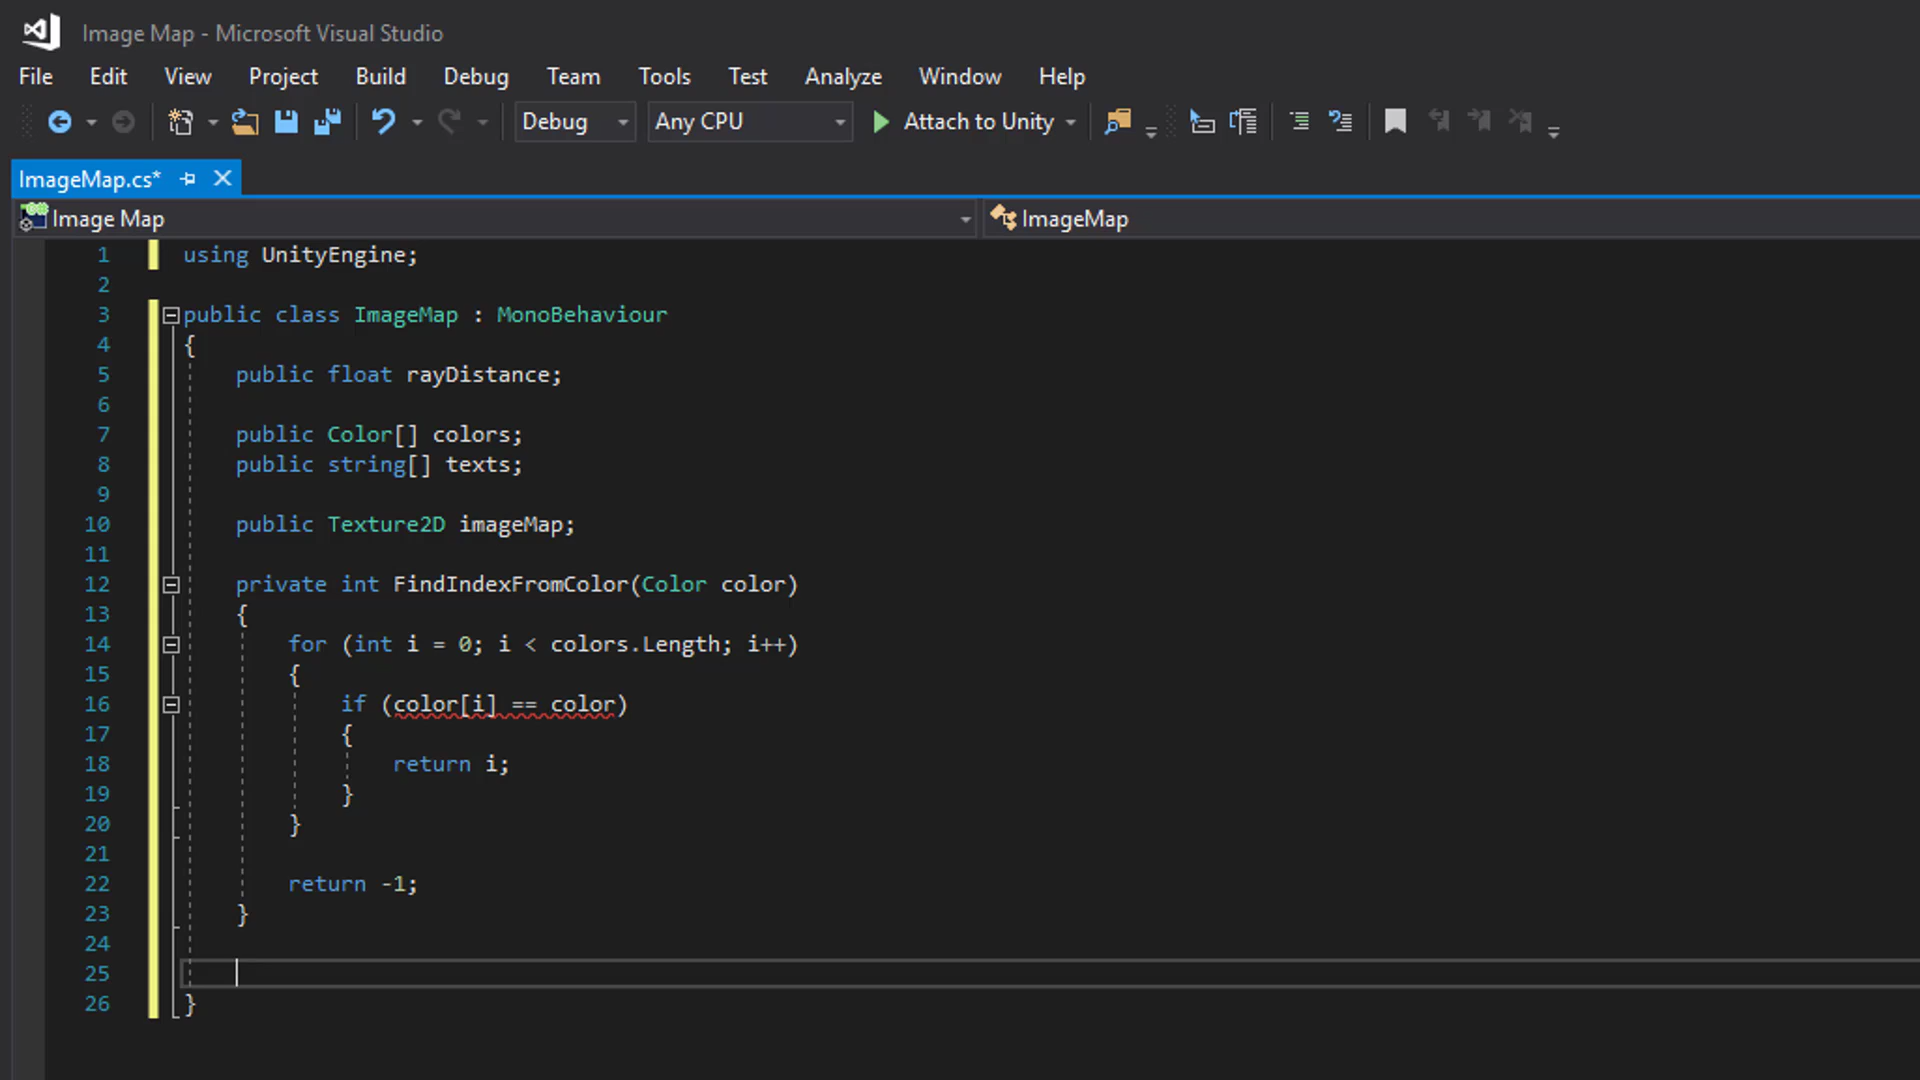 Image Map - Microsoft Visual Studio
File Edit View Project Build Debug Team Tools Test Analyze Window Help
Debug Any CPU Attach to Unity
ImageMap.cs*
Image Map ImageMap
1 using UnityEngine;
2
3 public class ImageMap : MonoBehaviour
4 {
5 public float rayDistance;
6
7 public Color[] colors;
8 public string[] texts;
9
10 public Texture2D imageMap;
11
12 private int FindIndexFromColor(Color color)
13 {
14 for (int i = 0; i < colors.Length; i++)
15 {
16 if (color[i] == color)
17 {
18 return i;
19 }
20 }
21
22 return -1;
23 }
24
25
26 }